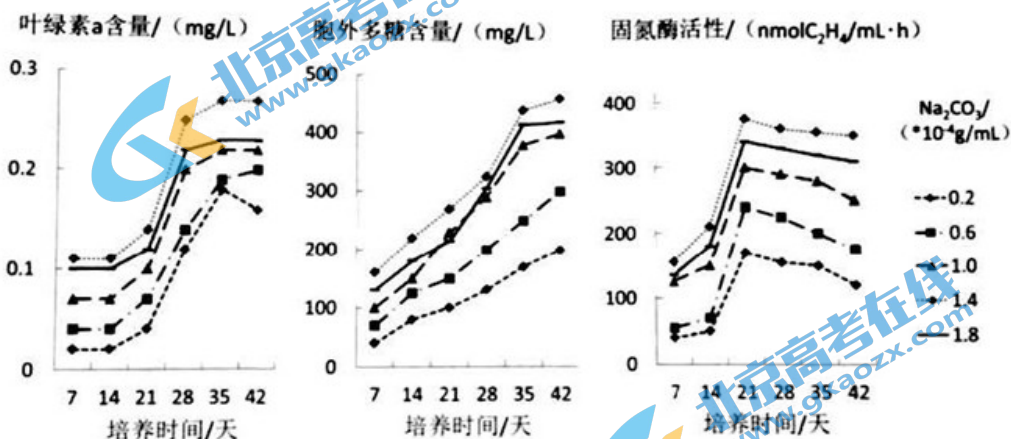 叶绿素a含量/（mg/L）
0.3
0.2
0.1
0
7 14 21 28 35 42
培养时间/天
胞外多糖含量/（mg/L）
500
400
300
200
100
0
7 14 21 28 35 42
培养时间/天
固氮酶活性/（nmolC₂H₄/mL·h）
400
300
200
100
0
7 14 21 28 35 42
培养时间/天
Na₂CO₃/
（*10⁻⁴g/mL）
0.2
0.6
1.0
1.4
1.8
北京高考在线
www.gkaozx.com
北京高考在线
www.gkaozx.com